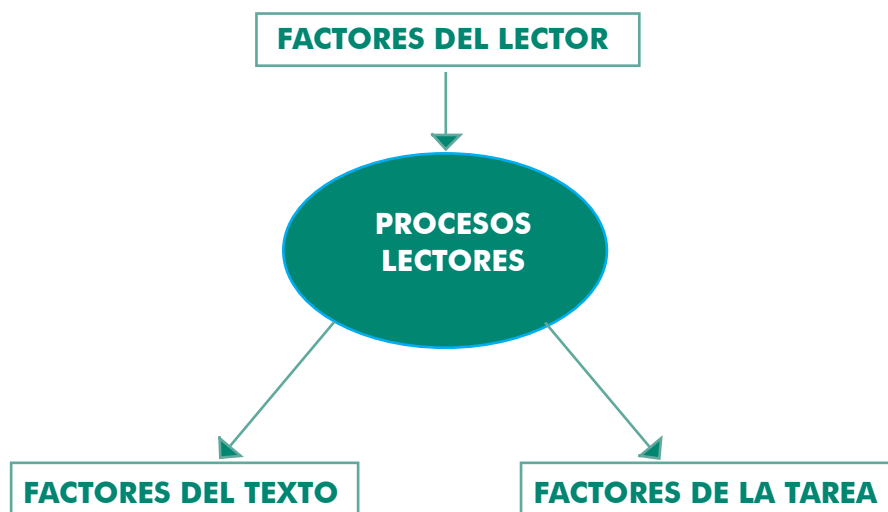 FACTORES DEL LECTOR
PROCESOS
LECTORES
FACTORES DEL TEXTO
FACTORES DE LA TAREA